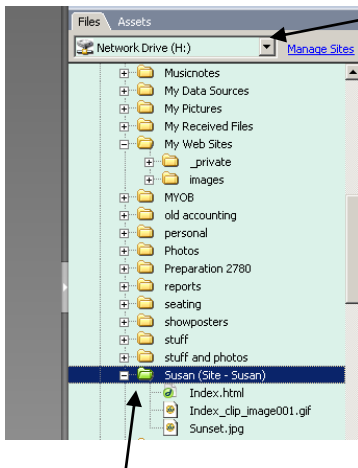 Files Assets
Network Drive (H:) Manage Sites
Musicnotes
My Data Sources
My Pictures
My Received Files
My Web Sites
_private
images
MYOB
old accounting
personal
Photos
Preparation 2780
reports
seating
showposters
stuff
stuff and photos
Susan (Site - Susan)
Index.html
Index_clip_image001.gif
Sunset.jpg